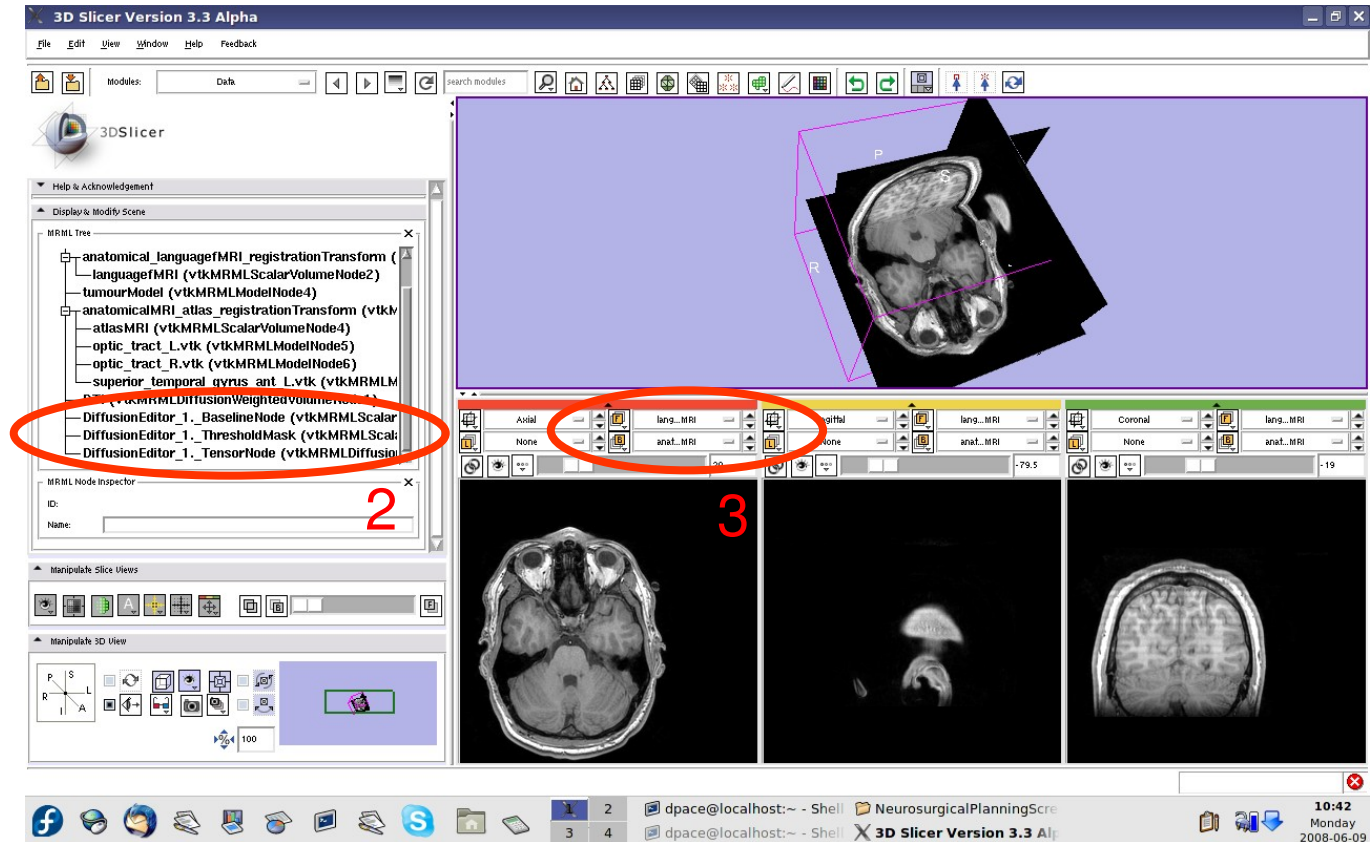 3D Slicer Version 3.3 Alpha
File Edit View Window Help Feedback
Modules: Data search modules
3DSlicer
Help & Acknowledgement
Display & Modify Scene
MRML Tree
anatomical_languagefMRI_registrationTransform (
languagefMRI (vtkMRMLScalarVolumeNode2)
tumourModel (vtkMRMLModelNode4)
anatomicalMRI_atlas_registrationTransform (vtkM
atlasMRI (vtkMRMLScalarVolumeNode4)
optic_tract_L.vtk (vtkMRMLModelNode5)
optic_tract_R.vtk (vtkMRMLModelNode6)
superior_temporal_gyrus_ant_L.vtk (vtkMRMLM
DTI (vtkMRMLDiffusionWeightedVolumeNode1)
DiffusionEditor_1._BaselineNode (vtkMRMLScalar
DiffusionEditor_1._ThresholdMask (vtkMRMLScala
DiffusionEditor_1._TensorNode (vtkMRMLDiffusion
MRML Node Inspector
ID:
Name:
2
Manipulate Slice Views
Manipulate 3D View
P S
R L
I A
100
P
S
R
Axial F lang...MRI
None B anat...MRI
Sagittal F lang...MRI
None B anat...MRI
-79.5
Coronal F lang...MRI
None B anat...MRI
-19
3
1 2
3 4
dpace@localhost:~ - Shell
dpace@localhost:~ - Shell
NeurosurgicalPlanningScre
3D Slicer Version 3.3 Alp
10:42
Monday
2008-06-09